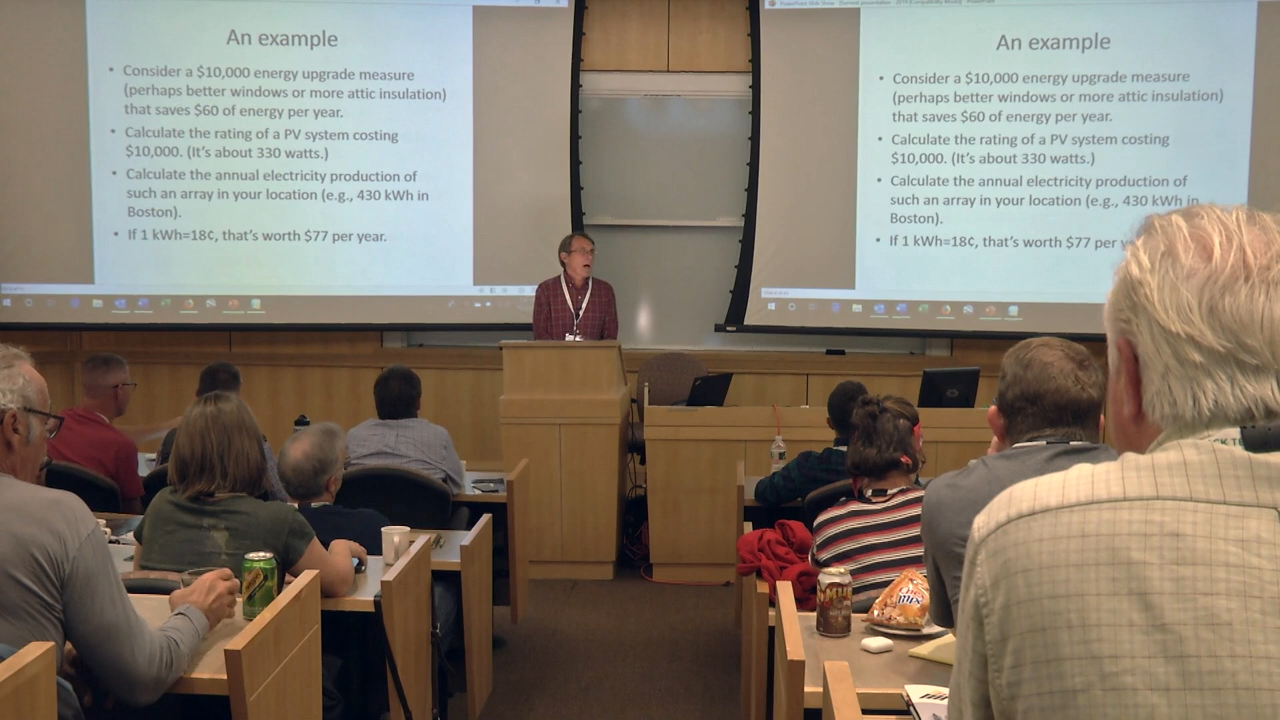 An example
• Consider a $10,000 energy upgrade measure
(perhaps better windows or more attic insulation)
that saves $60 of energy per year.
• Calculate the rating of a PV system costing
$10,000. (It's about 330 watts.)
• Calculate the annual electricity production of
such an array in your location (e.g., 430 kWh in
Boston).
• If 1 kWh=18¢, that's worth $77 per year.
An example
• Consider a $10,000 energy upgrade measure
(perhaps better windows or more attic insulation)
that saves $60 of energy per year.
• Calculate the rating of a PV system costing
$10,000. (It's about 330 watts.)
• Calculate the annual electricity production of
such an array in your location (e.g., 430 kWh in
Boston).
• If 1 kWh=18¢, that's worth $77 per y